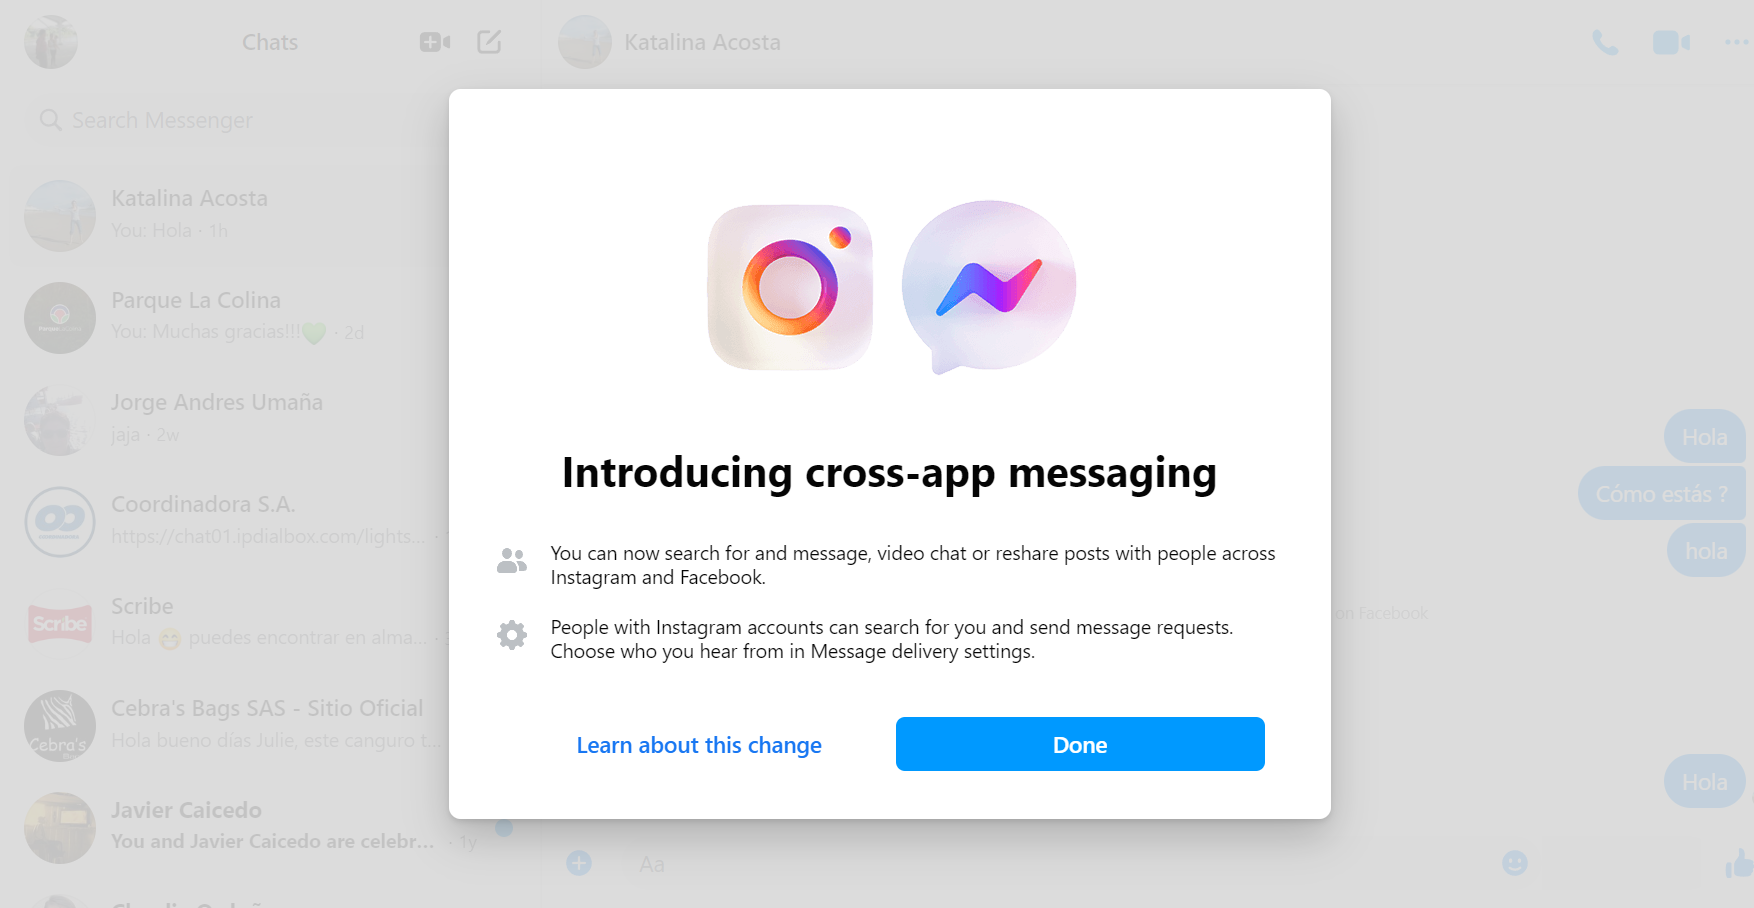 Chats
Katalina Acosta
Search Messenger
Katalina Acosta
You: Hola · 1h
Parque La Colina
You: Muchas gracias!!!💚 · 2d
Jorge Andres Umaña
jaja · 2w
Coordinadora S.A.
https://chat01.ipdialbox.com/lights... ·
Scribe
Scribe
Hola 😁 puedes encontrar en alma... ·
Cebra's Bags SAS - Sitio Oficial
Cebra's
Hola bueno días Julie, este canguro t...
Javier Caicedo
You and Javier Caicedo are celebr... · 1y
Introducing cross-app messaging
You can now search for and message, video chat or reshare posts with people across
Instagram and Facebook.
People with Instagram accounts can search for you and send message requests.
Choose who you hear from in Message delivery settings.
Learn about this change
Done
Hola
Cómo estás ?
hola
on Facebook
Hola
Aa